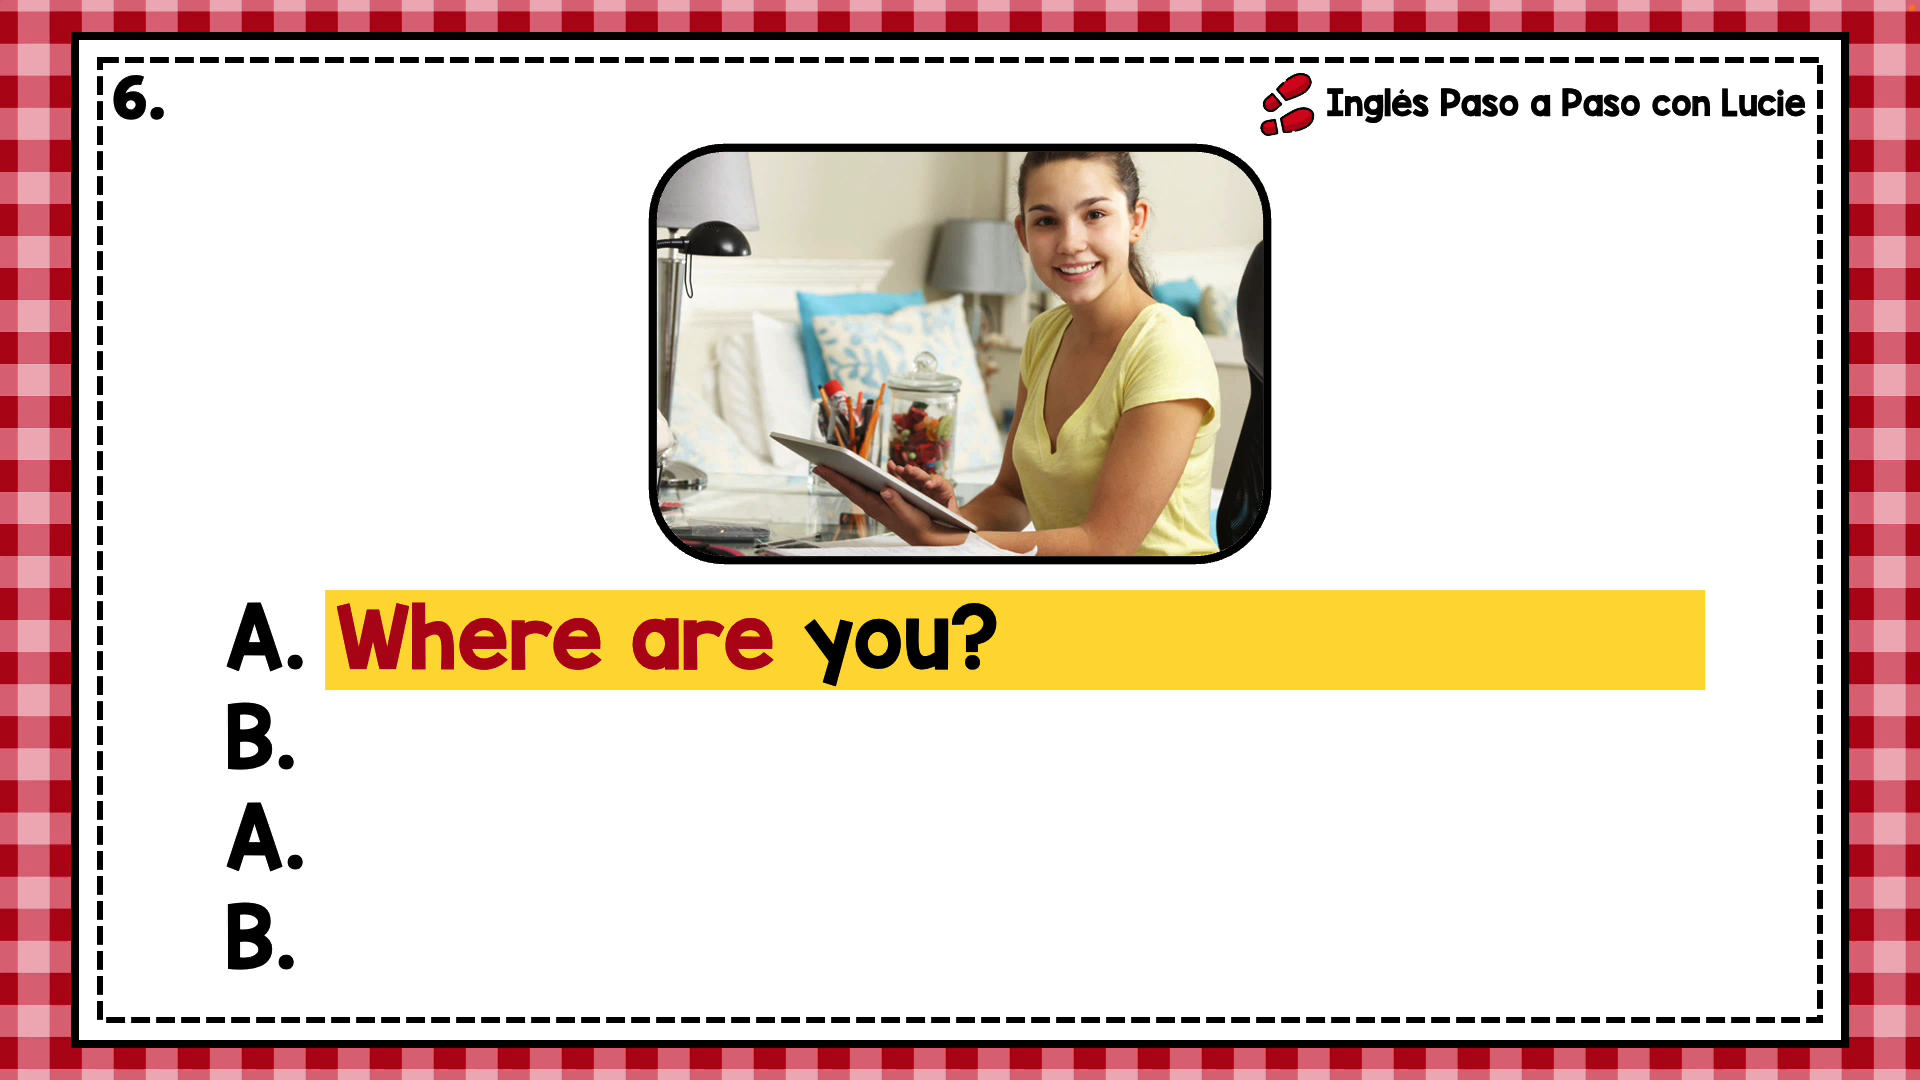 6.
Inglés Paso a Paso con Lucie
A. Where are you?
B.
A.
B.